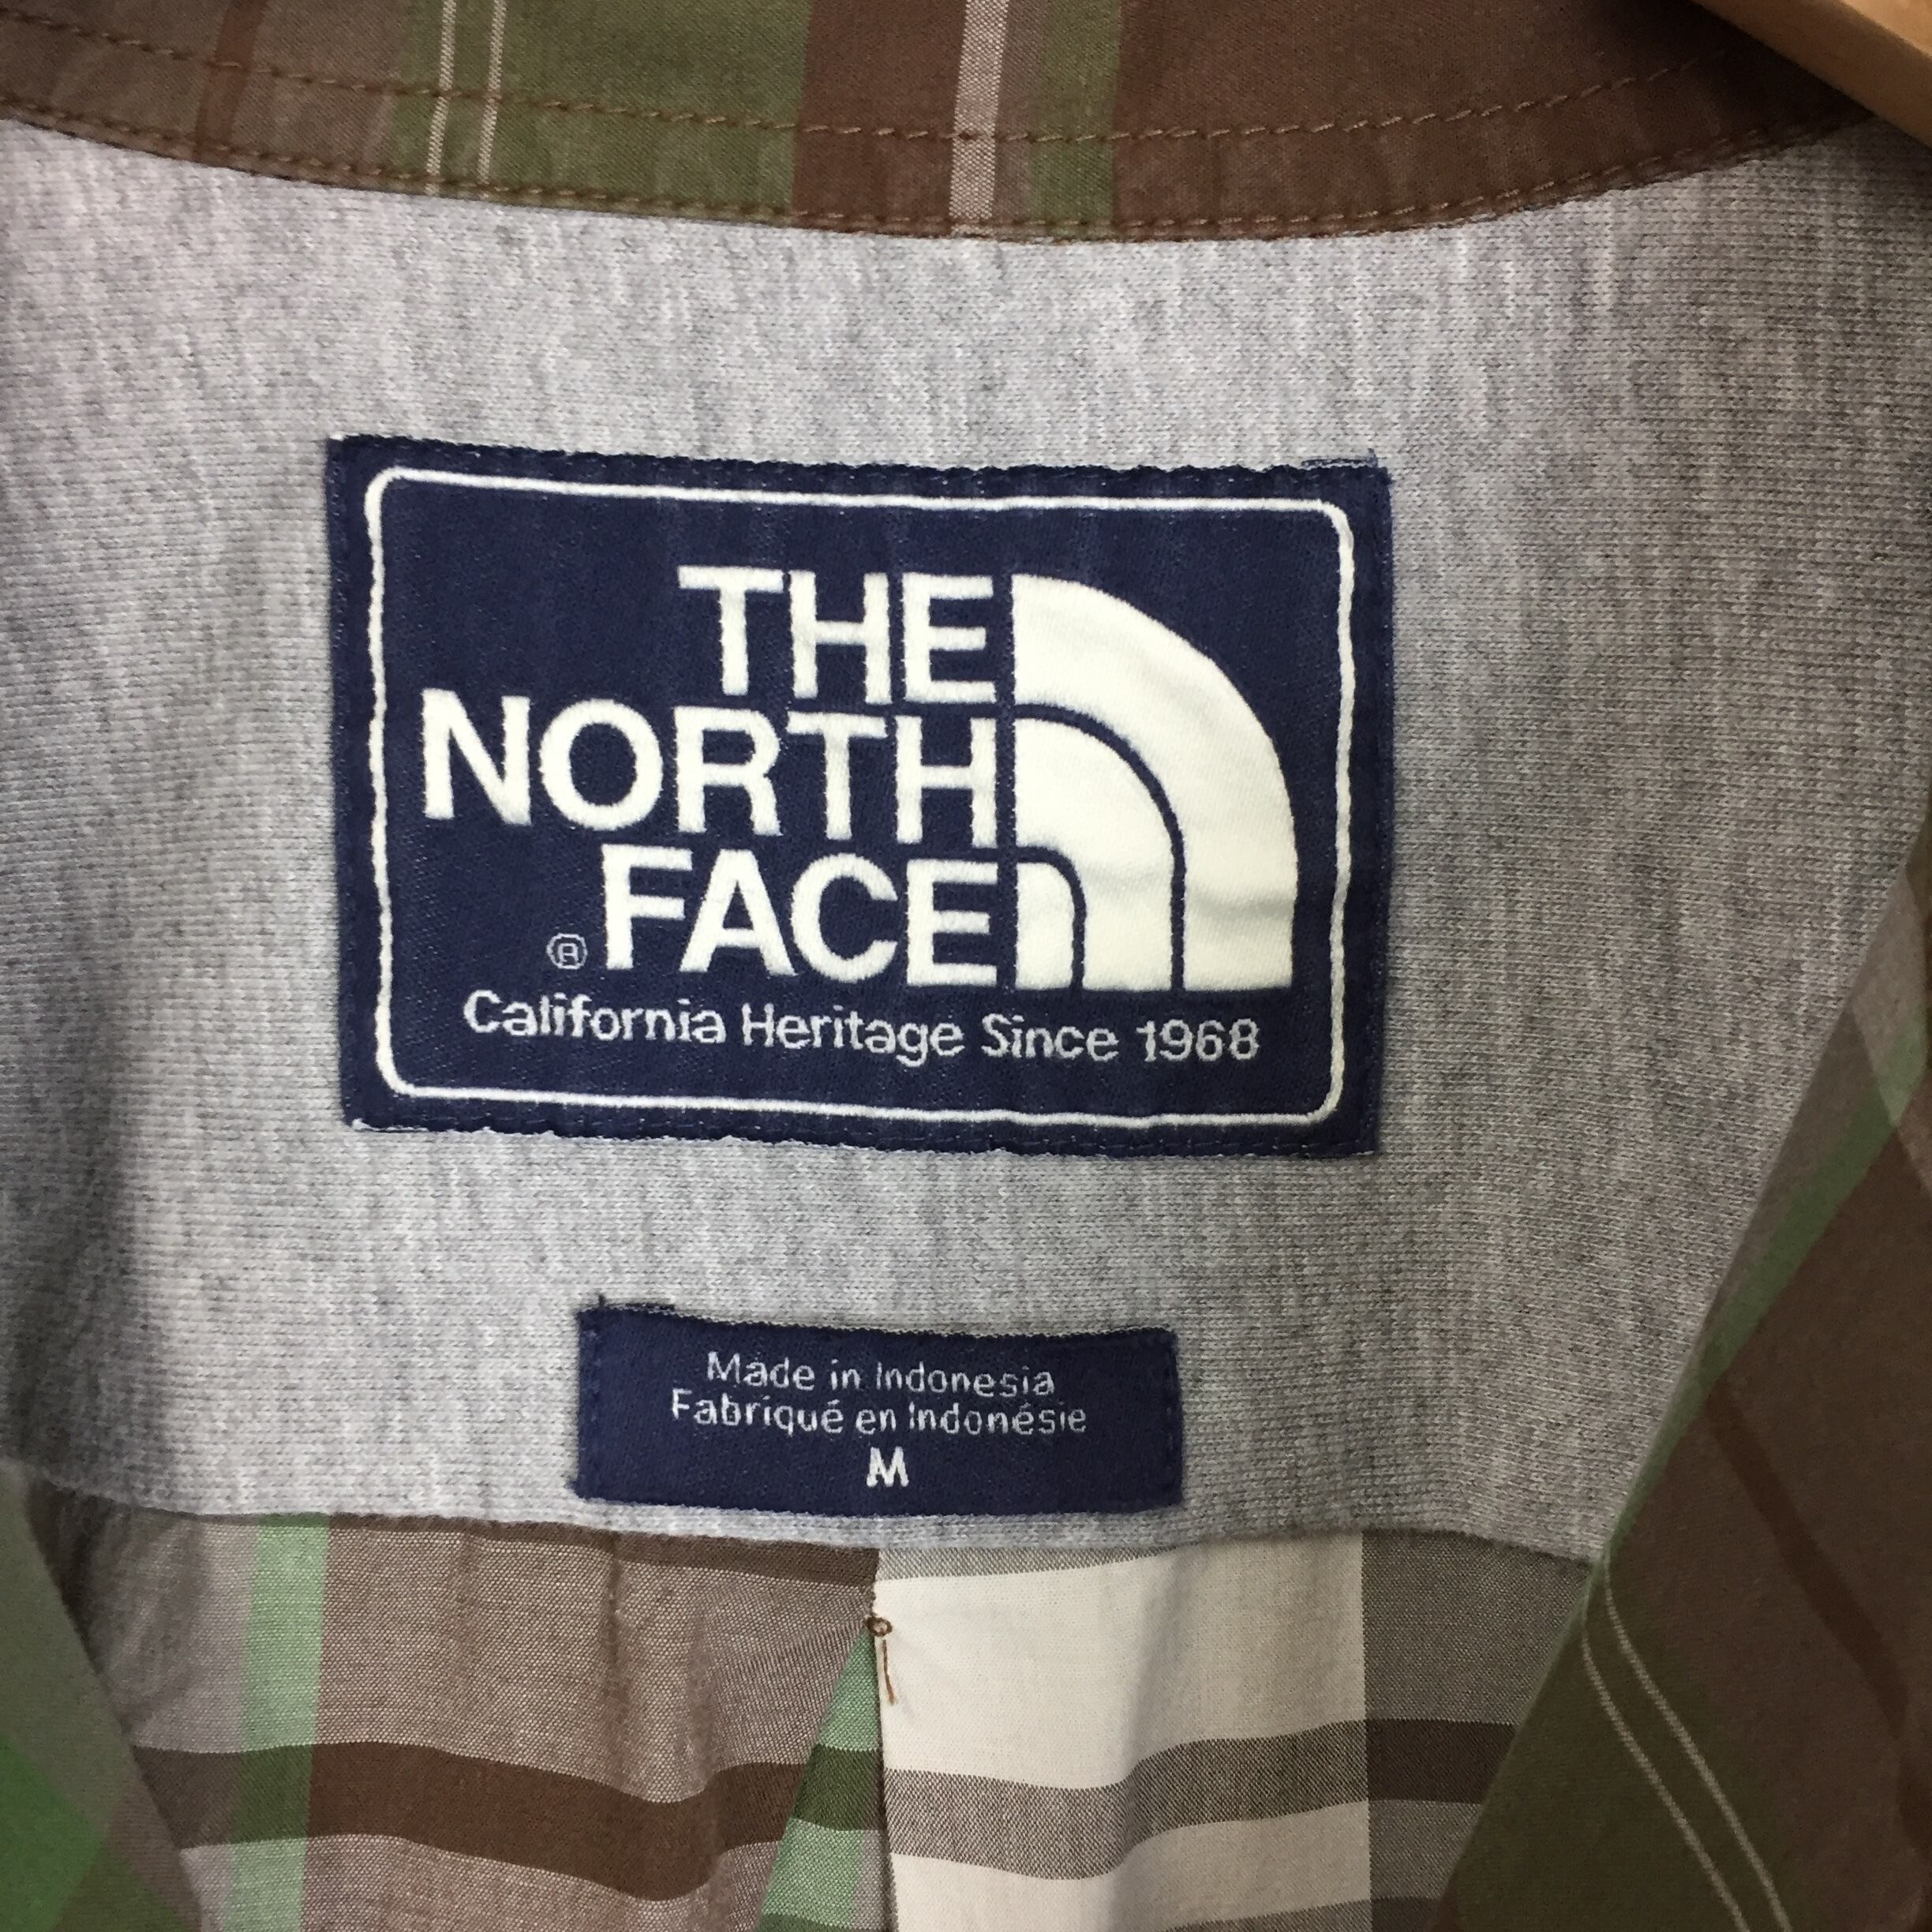 THE
NORTH
FACE
®
California Heritage Since 1968
Made in Indonesia
Fabriqué en Indonésie
M